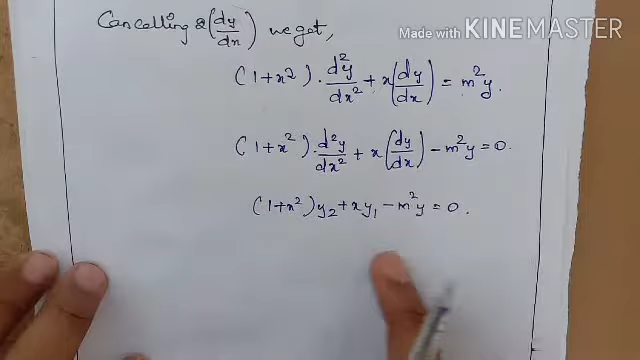 Made with KINEMASTER
Cancelling 2(dy/dx) we get,
(1+x²).d²y/dx² + x(dy/dx) = m²y.
(1+x²).d²y/dx² + x(dy/dx) − m²y = 0.
(1+x²)y₂ + xy₁ − m²y = 0.